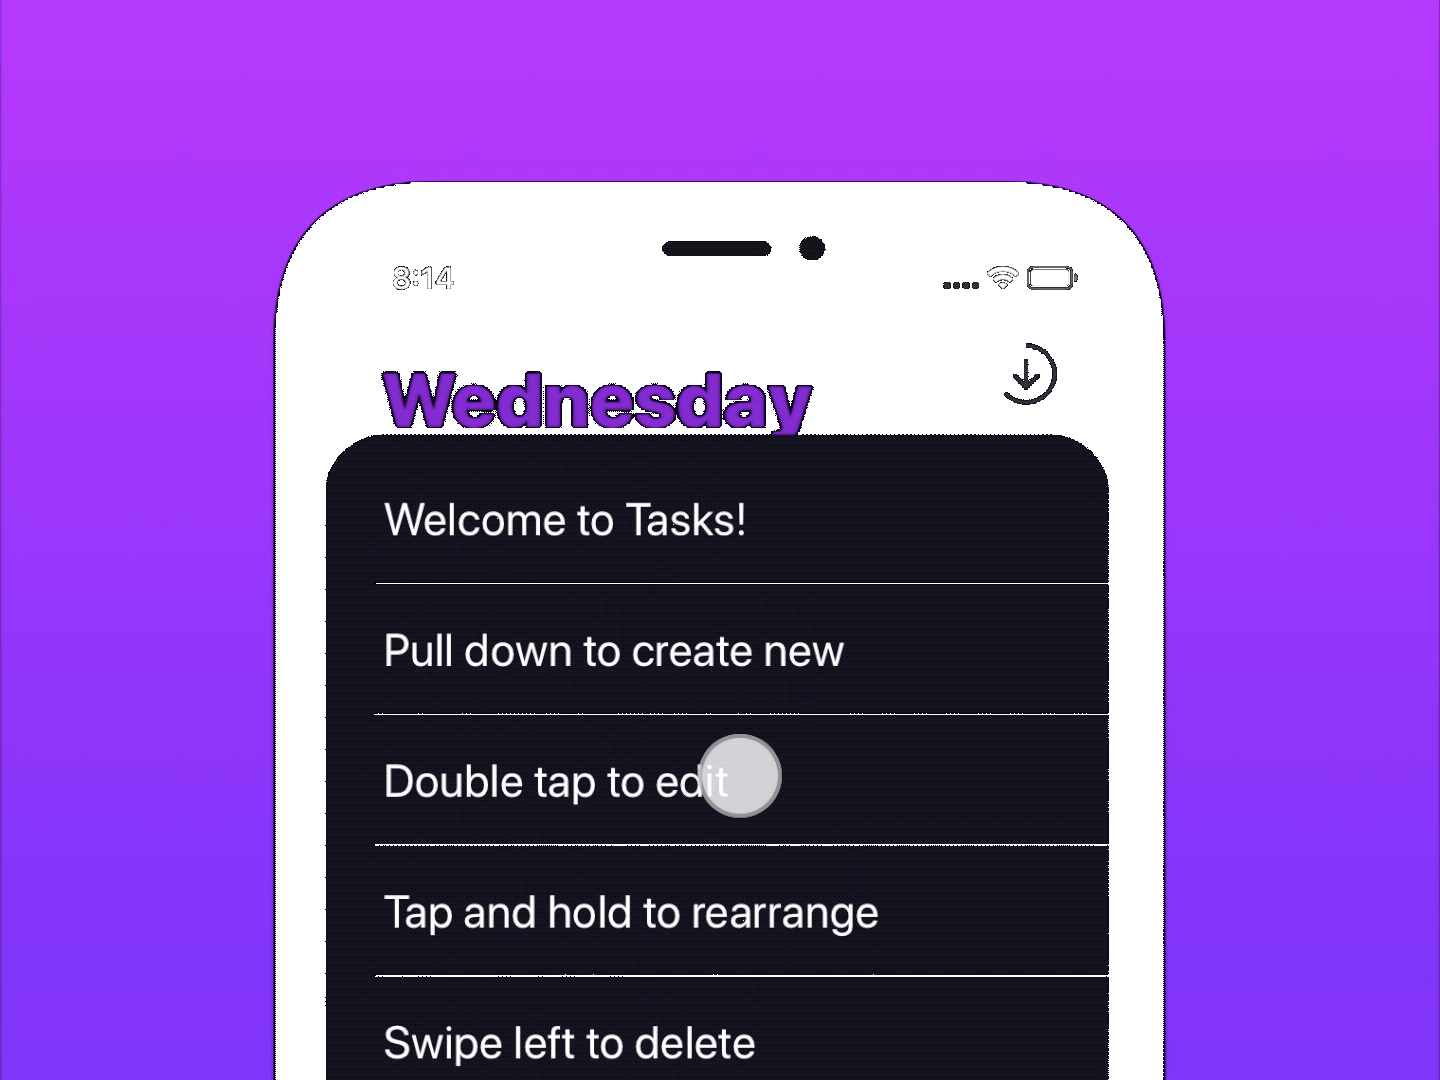 8:14
Wednesday
Welcome to Tasks!
Pull down to create new
Double tap to edit
Tap and hold to rearrange
Swipe left to delete